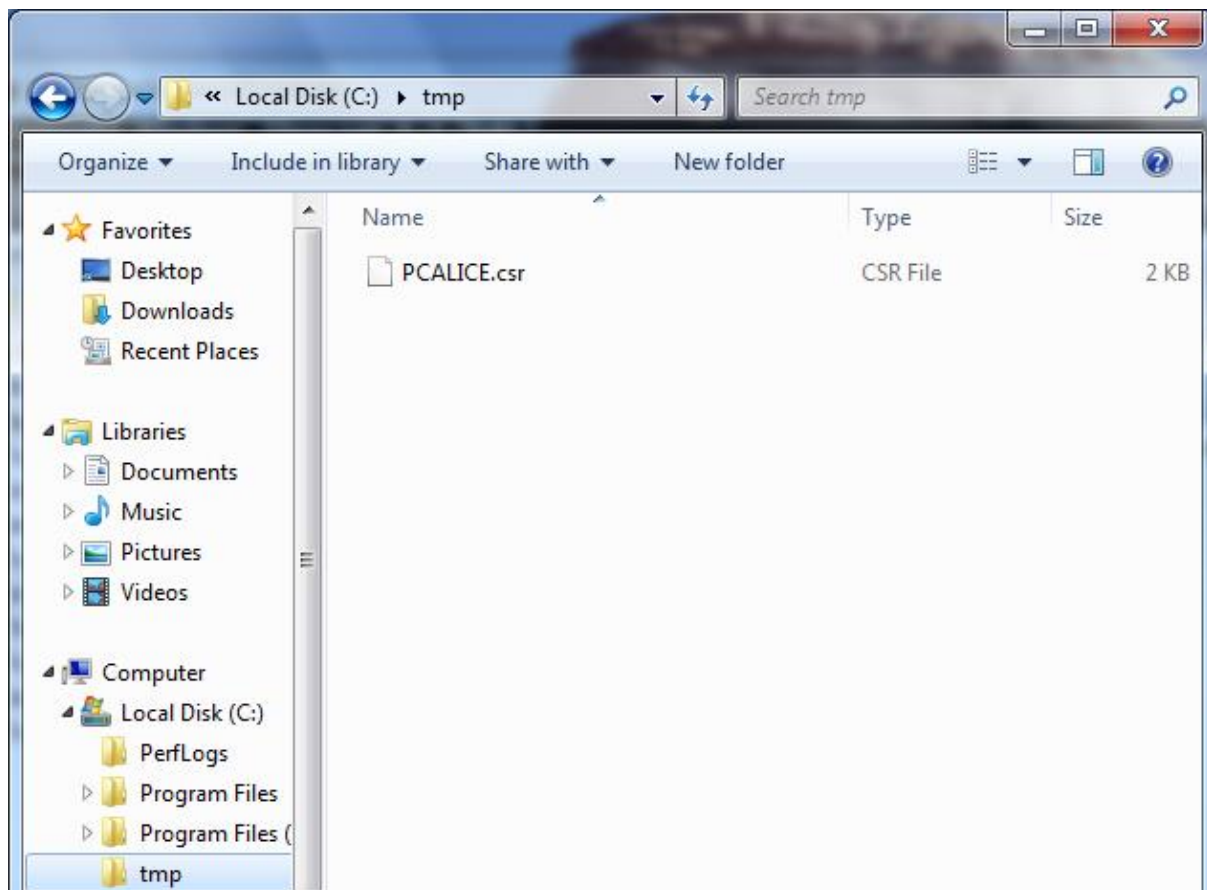 « Local Disk (C:) ▸ tmp Search tmp
Organize Include in library Share with New folder
Name Type Size
PCALICE.csr CSR File 2 KB
Favorites
Desktop
Downloads
Recent Places
Libraries
Documents
Music
Pictures
Videos
Computer
Local Disk (C:)
PerfLogs
Program Files
Program Files (
tmp